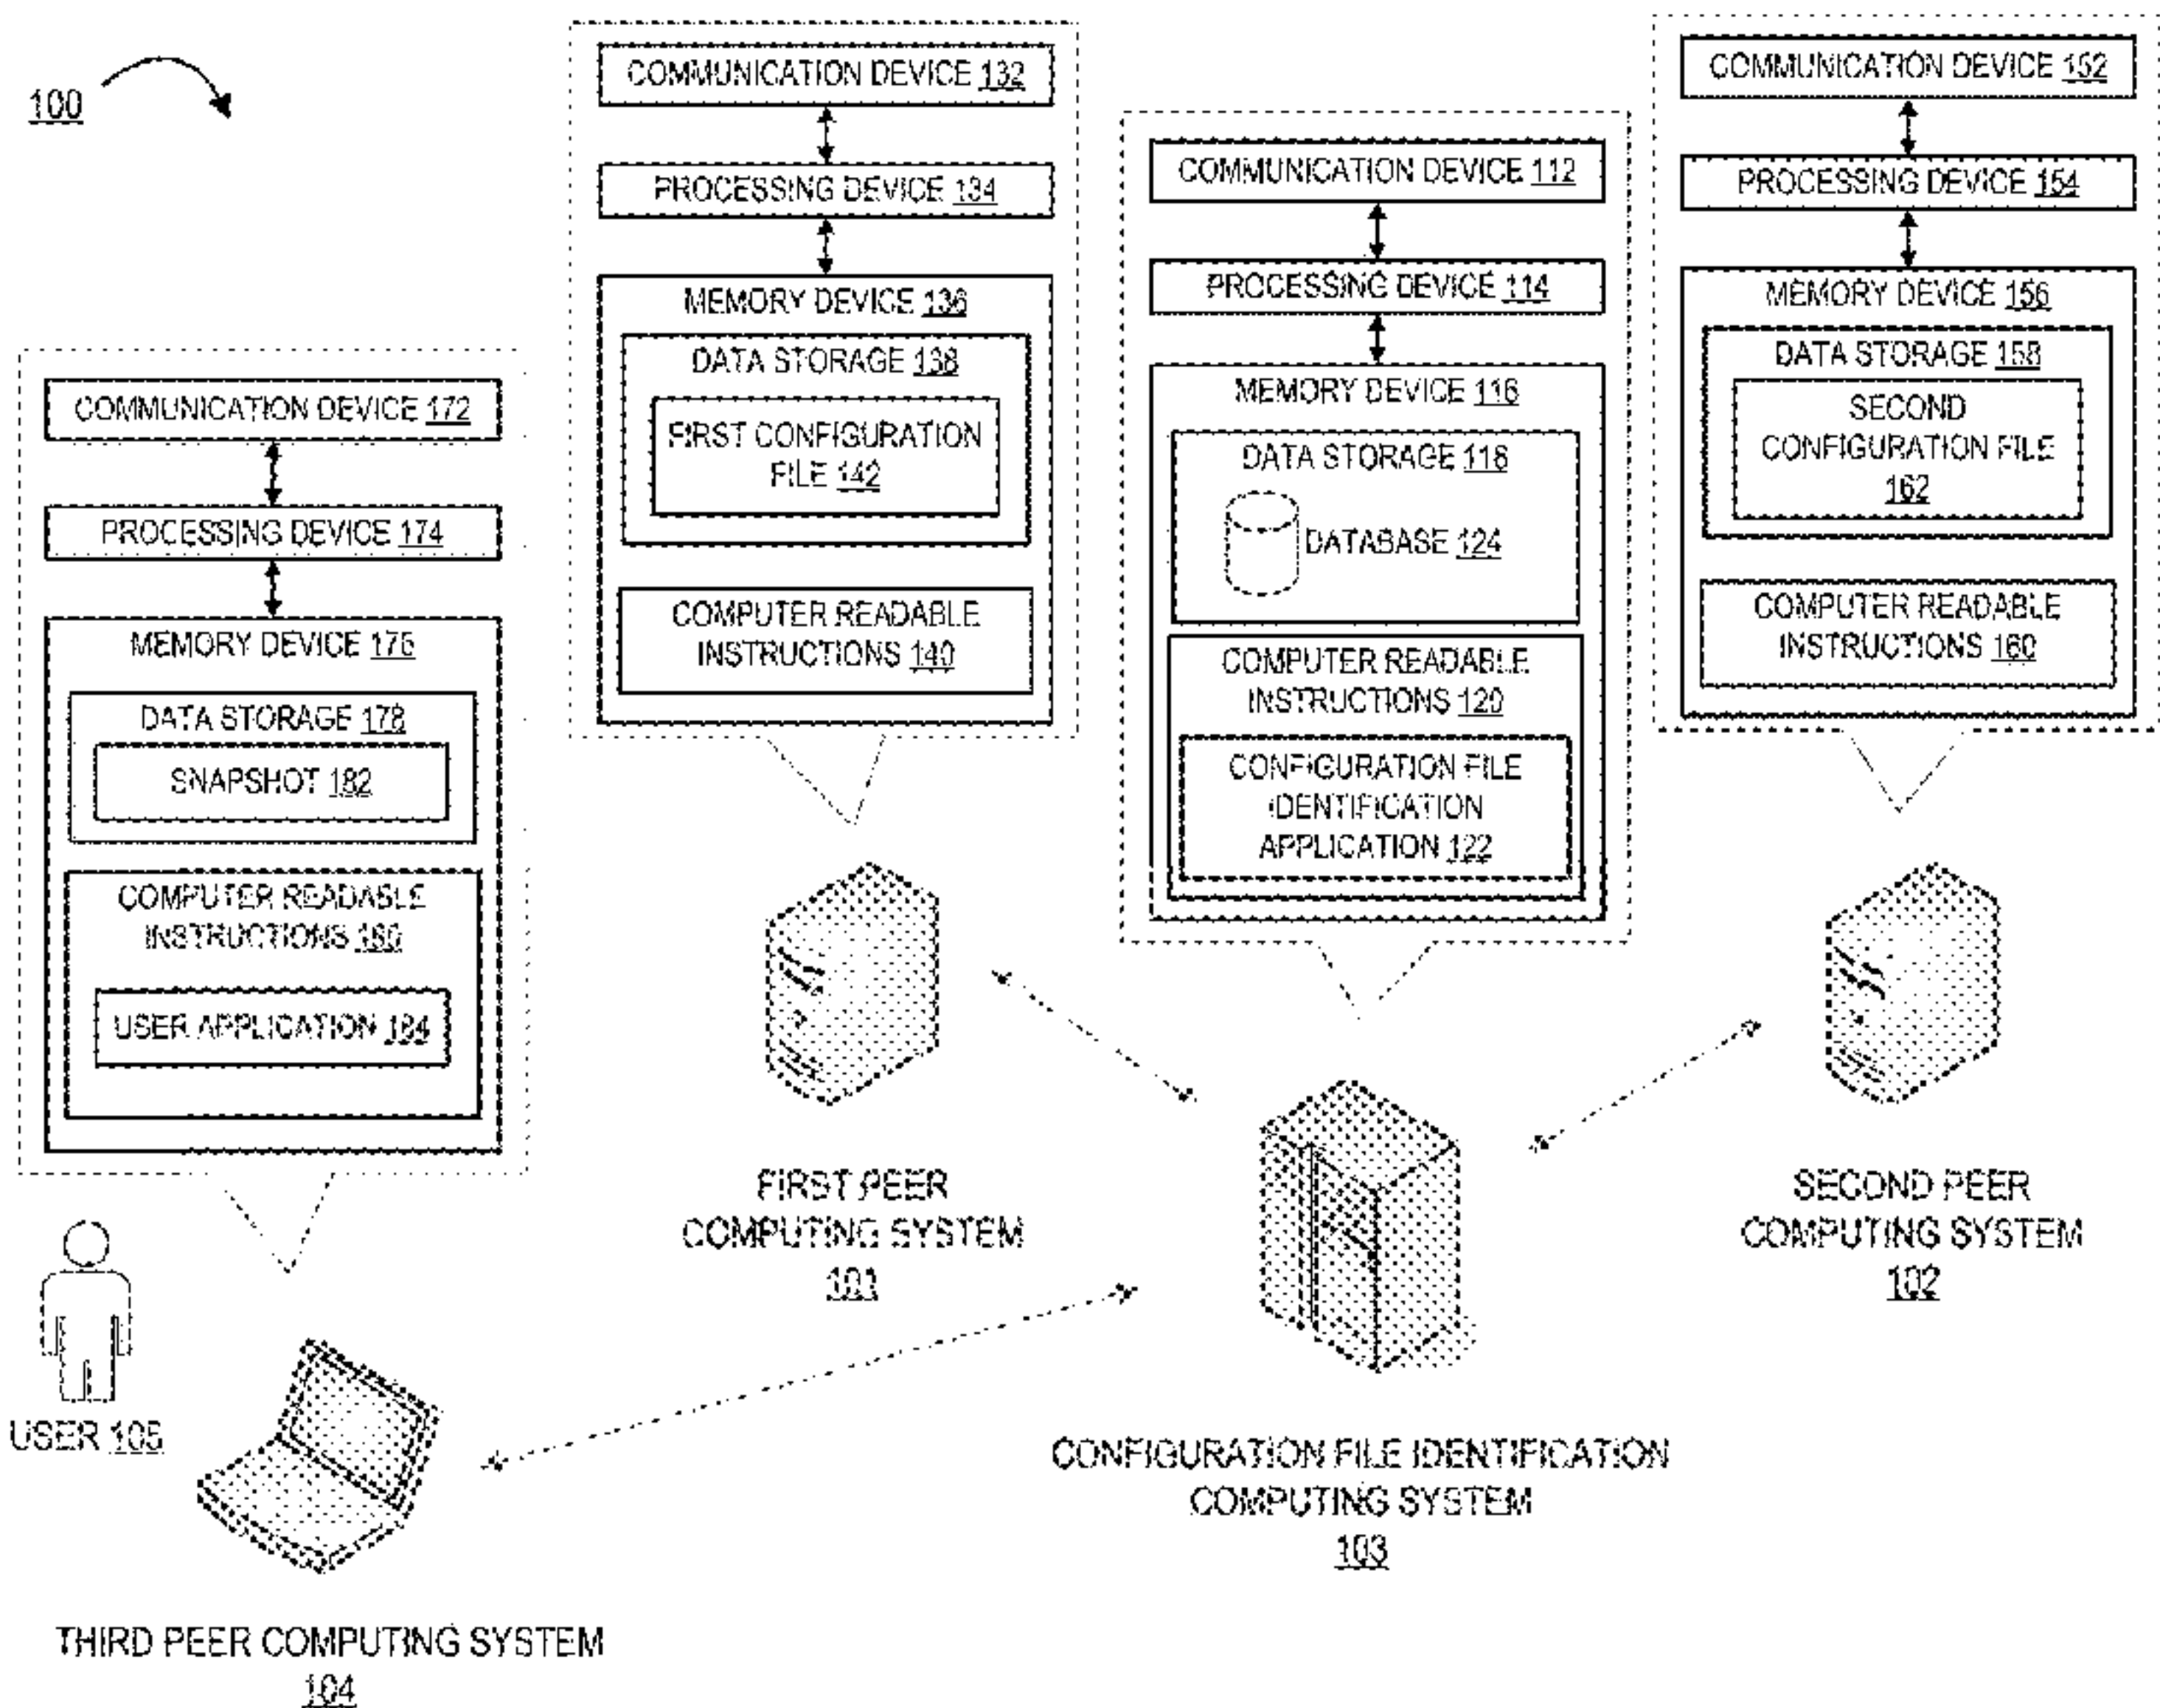 100
COMMUNICATION DEVICE 132
PROCESSING DEVICE 134
MEMORY DEVICE 136
DATA STORAGE 138
FIRST CONFIGURATION
FILE 142
COMPUTER READABLE
INSTRUCTIONS 140
COMMUNICATION DEVICE 112
PROCESSING DEVICE 114
MEMORY DEVICE 116
DATA STORAGE 118
DATABASE 124
COMPUTER READABLE
INSTRUCTIONS 120
CONFIGURATION FILE
IDENTIFICATION
APPLICATION 122
COMMUNICATION DEVICE 152
PROCESSING DEVICE 154
MEMORY DEVICE 156
DATA STORAGE 158
SECOND
CONFIGURATION FILE
162
COMPUTER READABLE
INSTRUCTIONS 160
COMMUNICATION DEVICE 172
PROCESSING DEVICE 174
MEMORY DEVICE 176
DATA STORAGE 178
SNAPSHOT 182
COMPUTER READABLE
INSTRUCTIONS 180
USER APPLICATION 184
FIRST PEER
COMPUTING SYSTEM
101
SECOND PEER
COMPUTING SYSTEM
102
USER 105
CONFIGURATION FILE IDENTIFICATION
COMPUTING SYSTEM
103
THIRD PEER COMPUTING SYSTEM
104